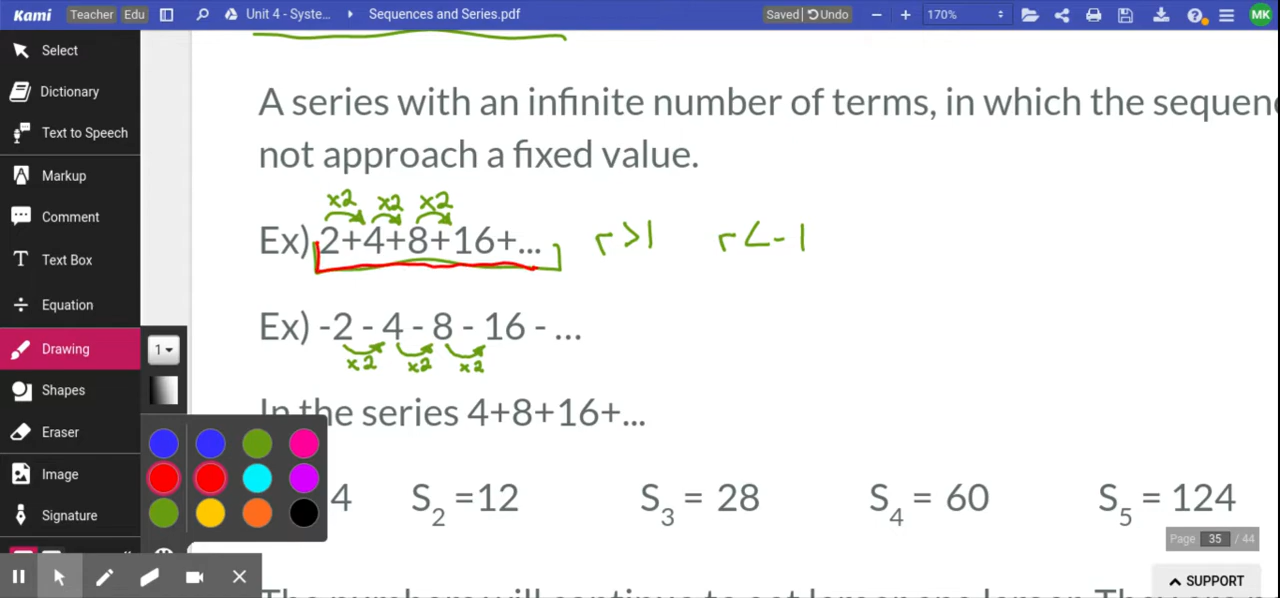 Kami Teacher Edu Unit 4 - Syste... Sequences and Series.pdf Saved Undo 170% MK
Select
Dictionary
Text to Speech
Markup
Comment
Text Box
Equation
Drawing
1
Shapes
Eraser
Image
Signature
A series with an infinite number of terms, in which the sequen
not approach a fixed value.
x2 x2 x2
Ex) 2+4+8+16+... r>1 r<-1
Ex) -2 - 4 - 8 - 16 - ...
x2 x2 x2
In the series 4+8+16+...
4 S2 =12 S3 = 28 S4 = 60 S5 = 124
Page 35 / 44
SUPPORT